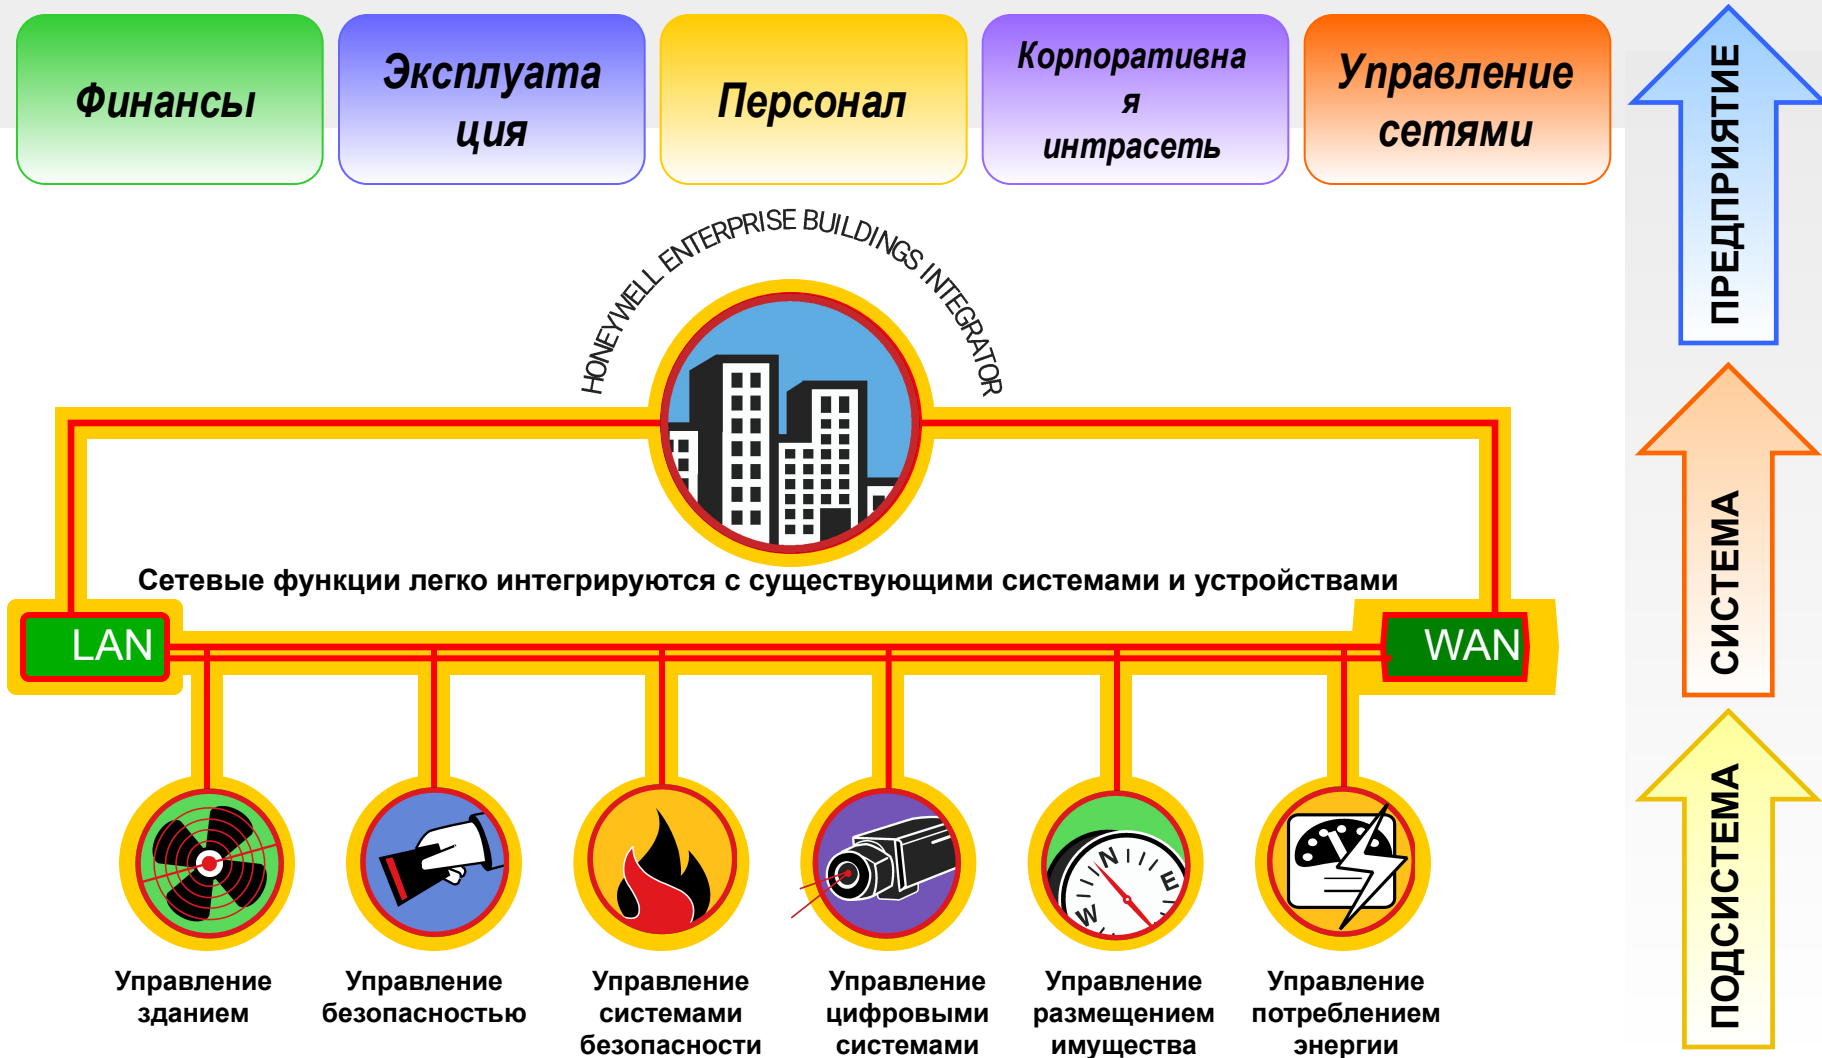 Финансы
Эксплуата
ция
Персонал
Корпоративна
я
интрасеть
Управление
сетями
ПРЕДПРИЯТИЕ
HONEYWELL ENTERPRISE BUILDINGS INTEGRATOR
СИСТЕМА
Сетевые функции легко интегрируются с существующими системами и устройствами
LAN
WAN
ПОДСИСТЕМА
N
E
W
Управление
зданием
Управление
безопасностью
Управление
системами
безопасности
Управление
цифровыми
системами
Управление
размещением
имущества
Управление
потреблением
энергии